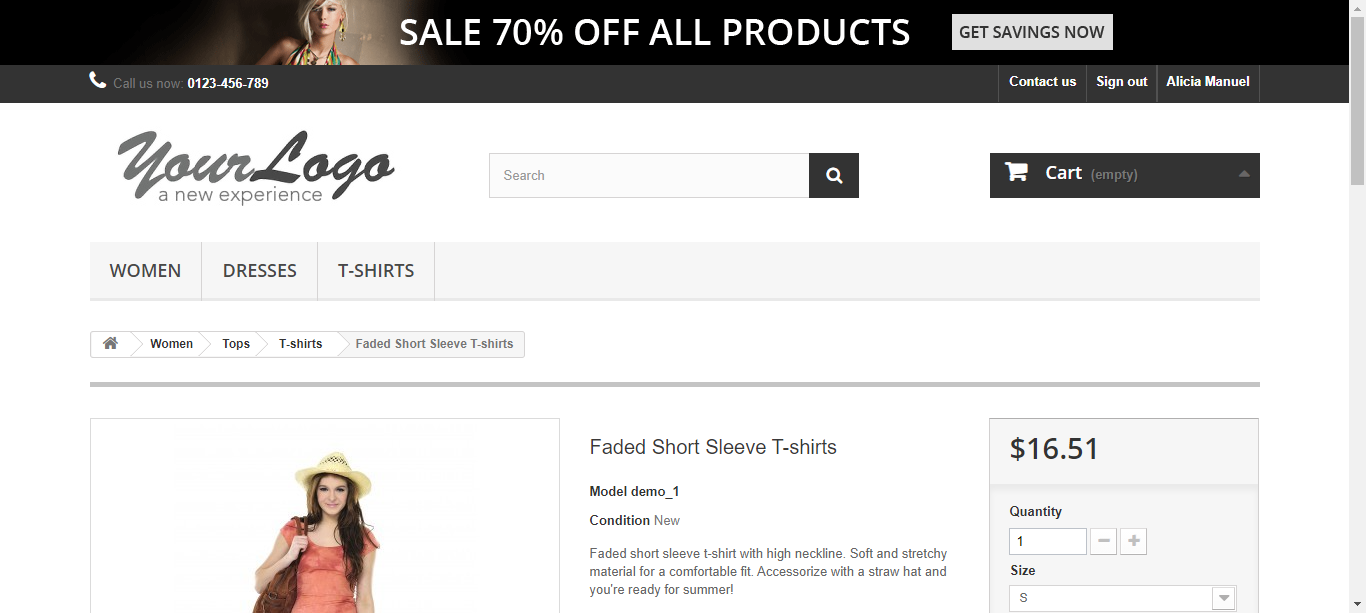 SALE 70% OFF ALL PRODUCTS
GET SAVINGS NOW
Call us now: 0123-456-789
Contact us
Sign out
Alicia Manuel
YourLogo
a new experience
Search
Cart (empty)
WOMEN
DRESSES
T-SHIRTS
Women
Tops
T-shirts
Faded Short Sleeve T-shirts
Faded Short Sleeve T-shirts
Model demo_1
Condition New
Faded short sleeve t-shirt with high neckline. Soft and stretchy
material for a comfortable fit. Accessorize with a straw hat and
you're ready for summer!
$16.51
Quantity
1
Size
S